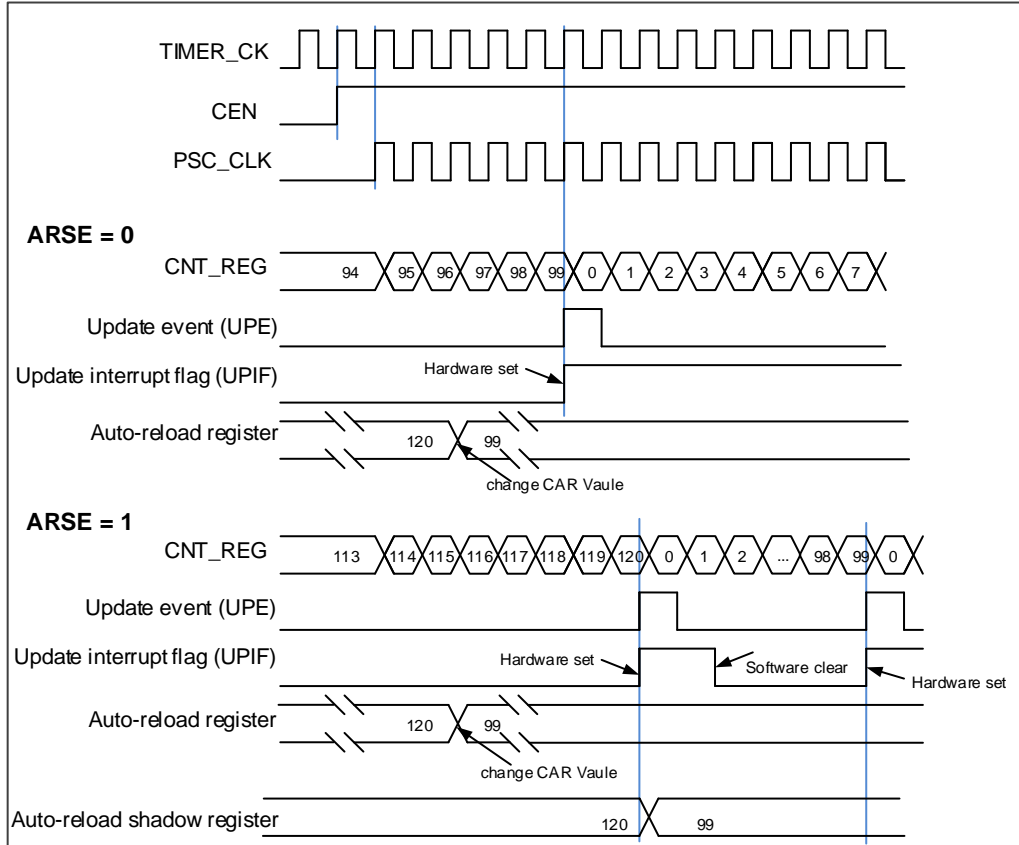 TIMER_CK
CEN
PSC_CLK
ARSE = 0
CNT_REG 94 95 96 97 98 99 0 1 2 3 4 5 6 7
Update event (UPE)
Update interrupt flag (UPIF) Hardware set
Auto-reload register 120 99
change CAR Vaule
ARSE = 1
CNT_REG 113 114 115 116 117 118 119 120 0 1 2 ... 98 99 0
Update event (UPE)
Update interrupt flag (UPIF) Hardware set Software clear Hardware set
Auto-reload register 120 99
change CAR Vaule
Auto-reload shadow register 120 99